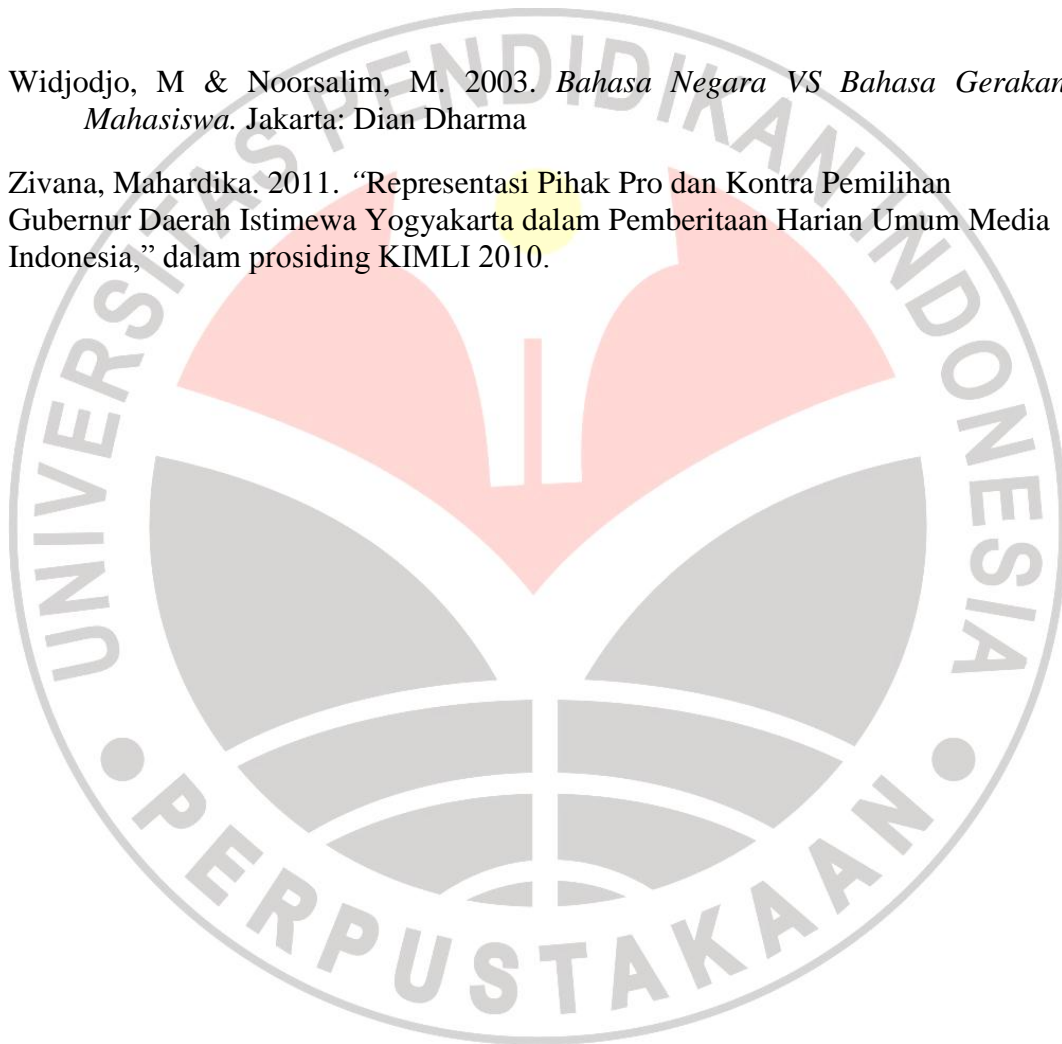 Widjodjo, M & Noorsalim, M. 2003. Bahasa Negara VS Bahasa Gerakan
Mahasiswa. Jakarta: Dian Dharma
Zivana, Mahardika. 2011. “Representasi Pihak Pro dan Kontra Pemilihan
Gubernur Daerah Istimewa Yogyakarta dalam Pemberitaan Harian Umum Media
Indonesia,” dalam prosiding KIMLI 2010.
UNIVERSITAS PENDIDIKAN INDONESIA
PERPUSTAKAAN